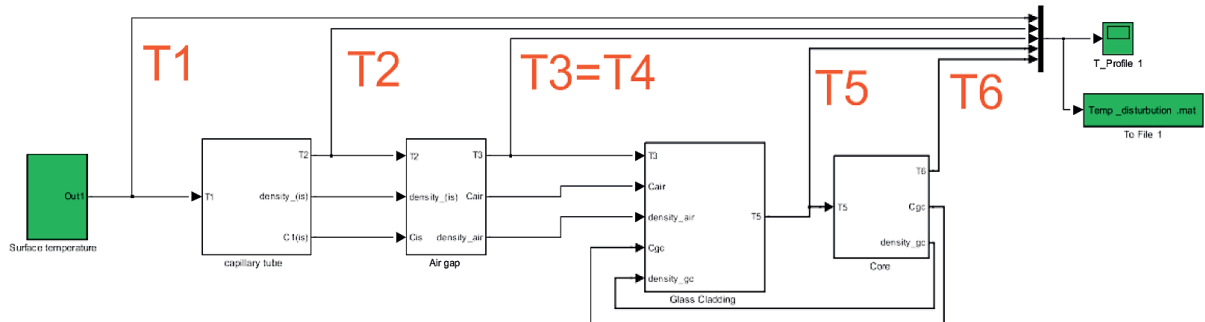 T1
T2
T3=T4
T5
T6
T_Profile 1
Temp _disturbution .mat
To File 1
Out1
Surface temperature
T1
T2
density_(is)
C1(is)
capillary tube
T2
density_(is)
Cis
T3
Cair
density_air
Air gap
T3
Cair
density_air
Cgc
density_gc
T5
Glass Cladding
T5
T6
Cgc
density_gc
Core